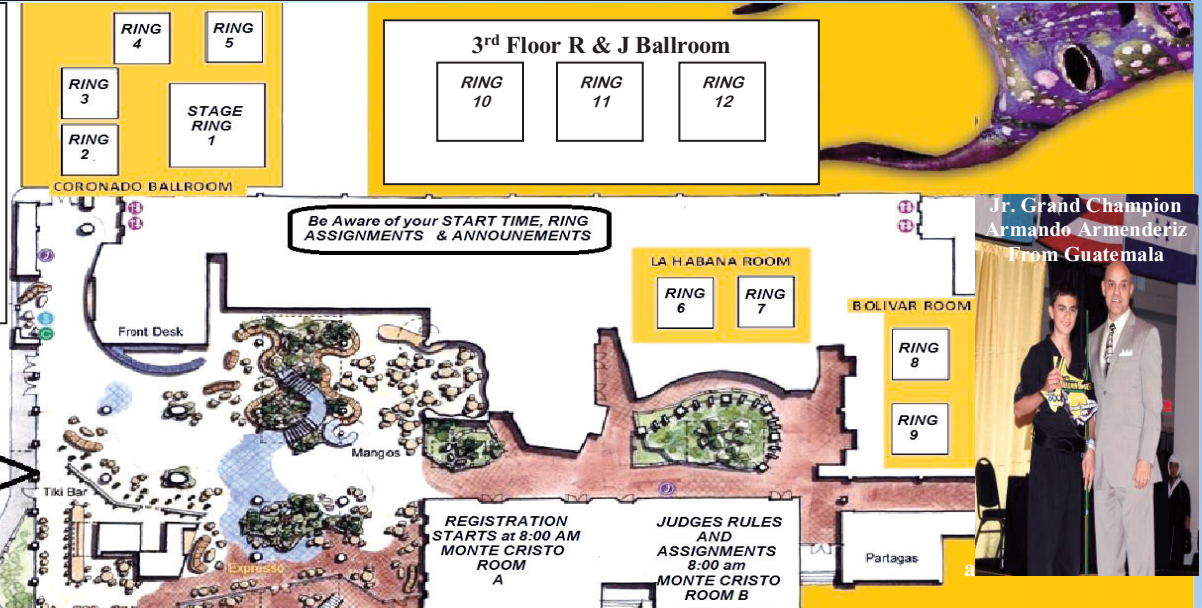 RING
4
RING
5
RING
3
STAGE
RING
1
RING
2
CORONADO BALLROOM
3rd Floor R & J Ballroom
RING
10
RING
11
RING
12
Be Aware of your START TIME, RING
ASSIGNMENTS & ANNOUNEMENTS
Jr. Grand Champion
Armando Armenderiz
From Guatemala
LA HABANA ROOM
RING
6
RING
7
BOLIVAR ROOM
RING
8
RING
9
Front Desk
Mangos
Tiki Bar
Expresso
REGISTRATION
STARTS at 8:00 AM
MONTE CRISTO
ROOM
A
JUDGES RULES
AND
ASSIGNMENTS
8:00 am
MONTE CRISTO
ROOM B
Partagas
a